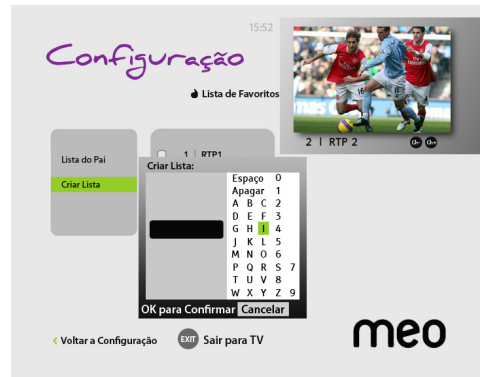 15:52
Configuração
Lista de Favoritos
2 | RTP 2
Lista do Pai
Criar Lista
1 | RTP1
Criar Lista:
Espaço 0
Apagar 1
A B C 2
D E F 3
G H I 4
J K L 5
M N O 6
P Q R S 7
T U V 8
W X Y Z 9
OK para Confirmar Cancelar
< Voltar a Configuração
EXIT Sair para TV
meo